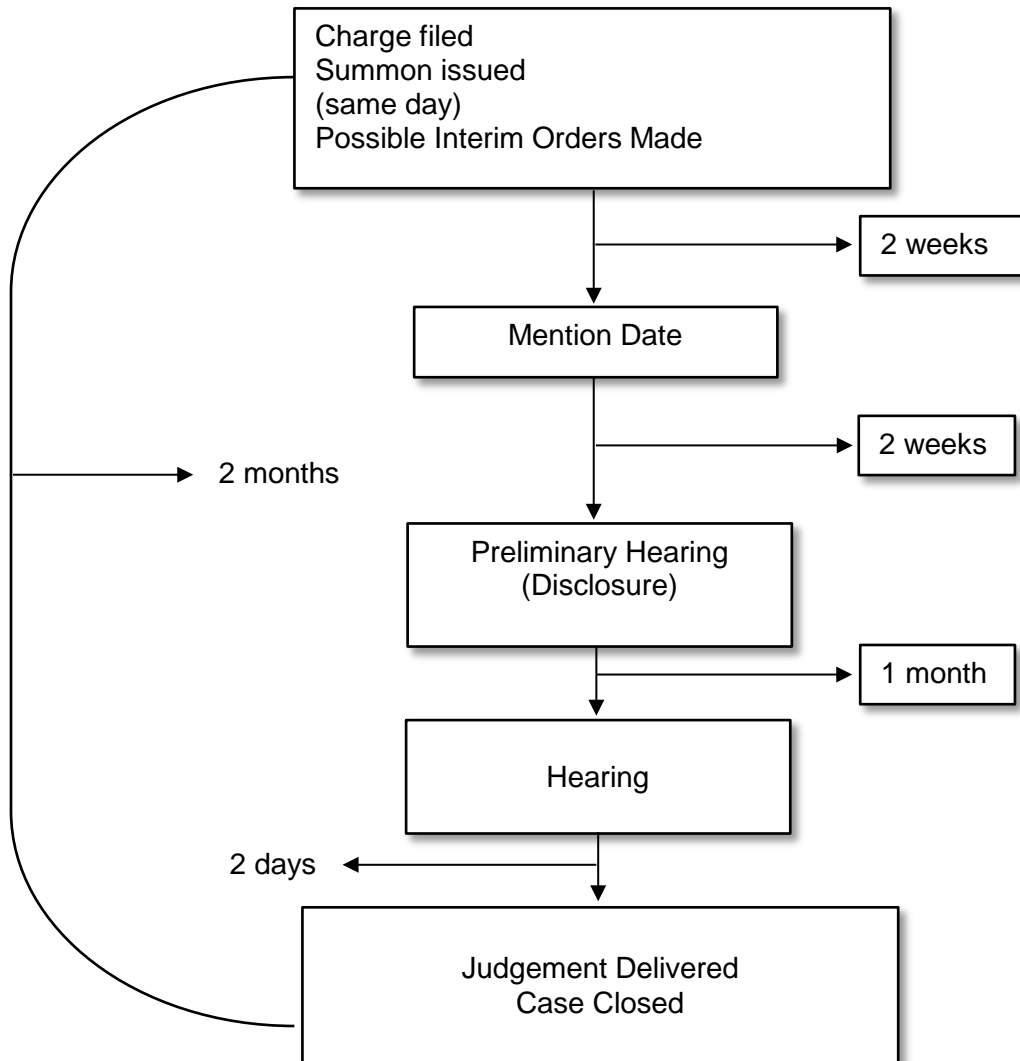 Charge filed
Summon issued
(same day)
Possible Interim Orders Made
2 weeks
Mention Date
2 weeks
2 months
Preliminary Hearing
(Disclosure)
1 month
Hearing
2 days
Judgement Delivered
Case Closed